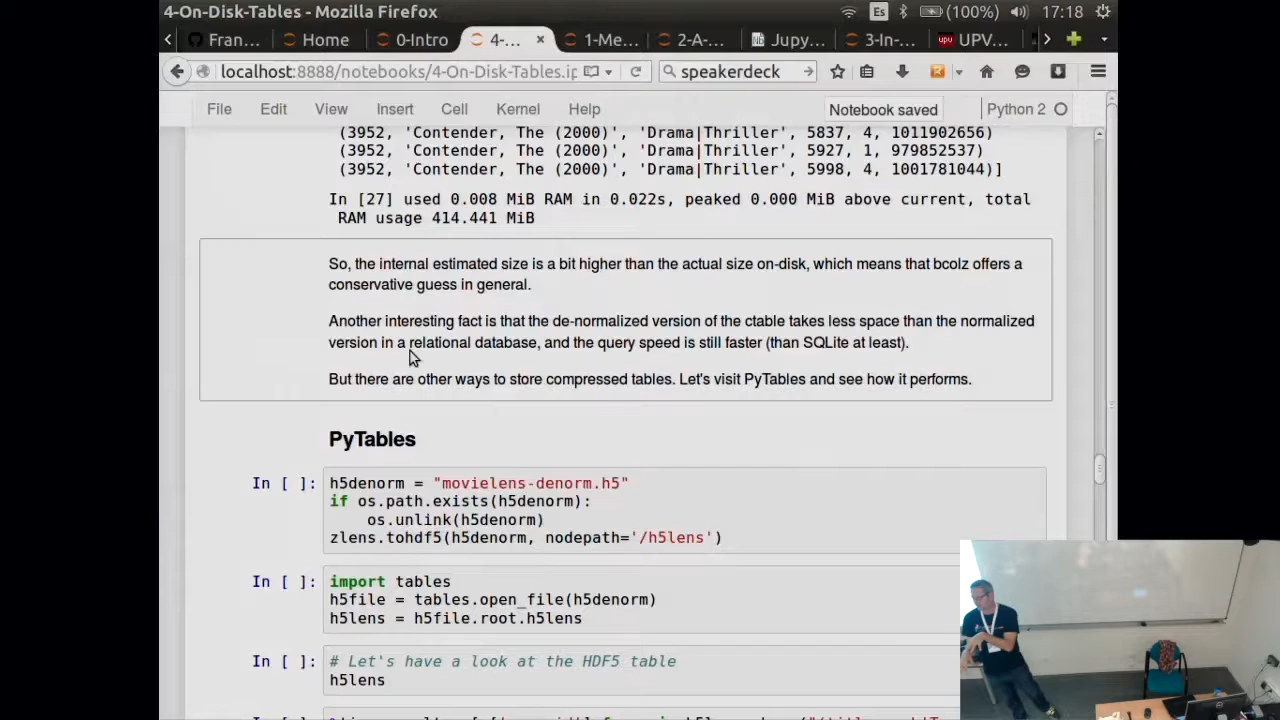 4-On-Disk-Tables - Mozilla Firefox
Es (100%) 17:18
Fran...
Home
0-Intro
4-...
1-Me...
2-A-...
Jupy...
3-In-...
upv UPV...
localhost:8888/notebooks/4-On-Disk-Tables.ip
speakerdeck
File Edit View Insert Cell Kernel Help
Notebook saved
Python 2
(3952, 'Contender, The (2000)', 'Drama|Thriller', 5837, 4, 1011902656)
(3952, 'Contender, The (2000)', 'Drama|Thriller', 5927, 1, 979852537)
(3952, 'Contender, The (2000)', 'Drama|Thriller', 5998, 4, 1001781044)]
In [27] used 0.008 MiB RAM in 0.022s, peaked 0.000 MiB above current, total
RAM usage 414.441 MiB
So, the internal estimated size is a bit higher than the actual size on-disk, which means that bcolz offers a
conservative guess in general.
Another interesting fact is that the de-normalized version of the ctable takes less space than the normalized
version in a relational database, and the query speed is still faster (than SQLite at least).
But there are other ways to store compressed tables. Let's visit PyTables and see how it performs.
PyTables
In [ ]: h5denorm = "movielens-denorm.h5"
if os.path.exists(h5denorm):
os.unlink(h5denorm)
zlens.tohdf5(h5denorm, nodepath='/h5lens')
In [ ]: import tables
h5file = tables.open_file(h5denorm)
h5lens = h5file.root.h5lens
In [ ]: # Let's have a look at the HDF5 table
h5lens